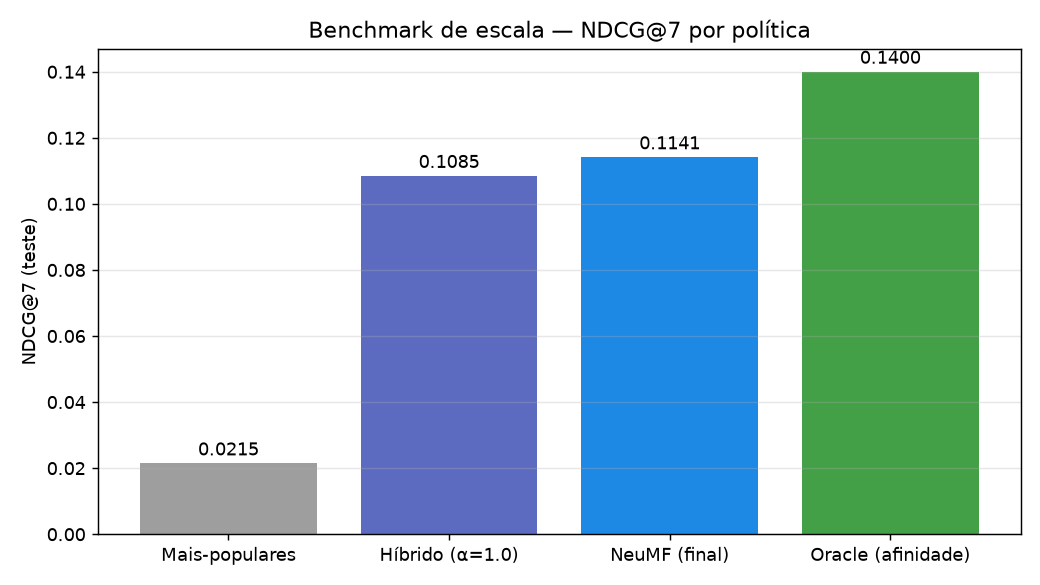 Benchmark de escala — NDCG@7 por política
NDCG@7 (teste)
0.14
0.12
0.10
0.08
0.06
0.04
0.02
0.00
0.0215
0.1085
0.1141
0.1400
Mais-populares
Híbrido (α=1.0)
NeuMF (final)
Oracle (afinidade)